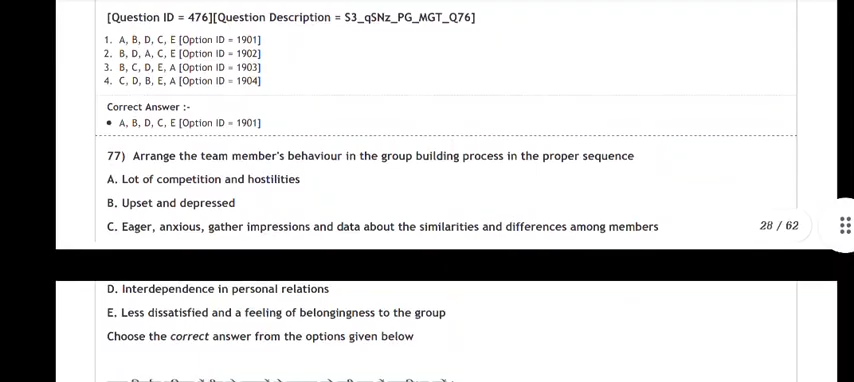 [Question ID = 476][Question Description = S3_qSNz_PG_MGT_Q76]
1. A, B, D, C, E [Option ID = 1901]
2. B, D, A, C, E [Option ID = 1902]
3. B, C, D, E, A [Option ID = 1903]
4. C, D, B, E, A [Option ID = 1904]
Correct Answer :-
• A, B, D, C, E [Option ID = 1901]
77) Arrange the team member's behaviour in the group building process in the proper sequence
A. Lot of competition and hostilities
B. Upset and depressed
C. Eager, anxious, gather impressions and data about the similarities and differences among members
28 / 62
D. Interdependence in personal relations
E. Less dissatisfied and a feeling of belongingness to the group
Choose the correct answer from the options given below